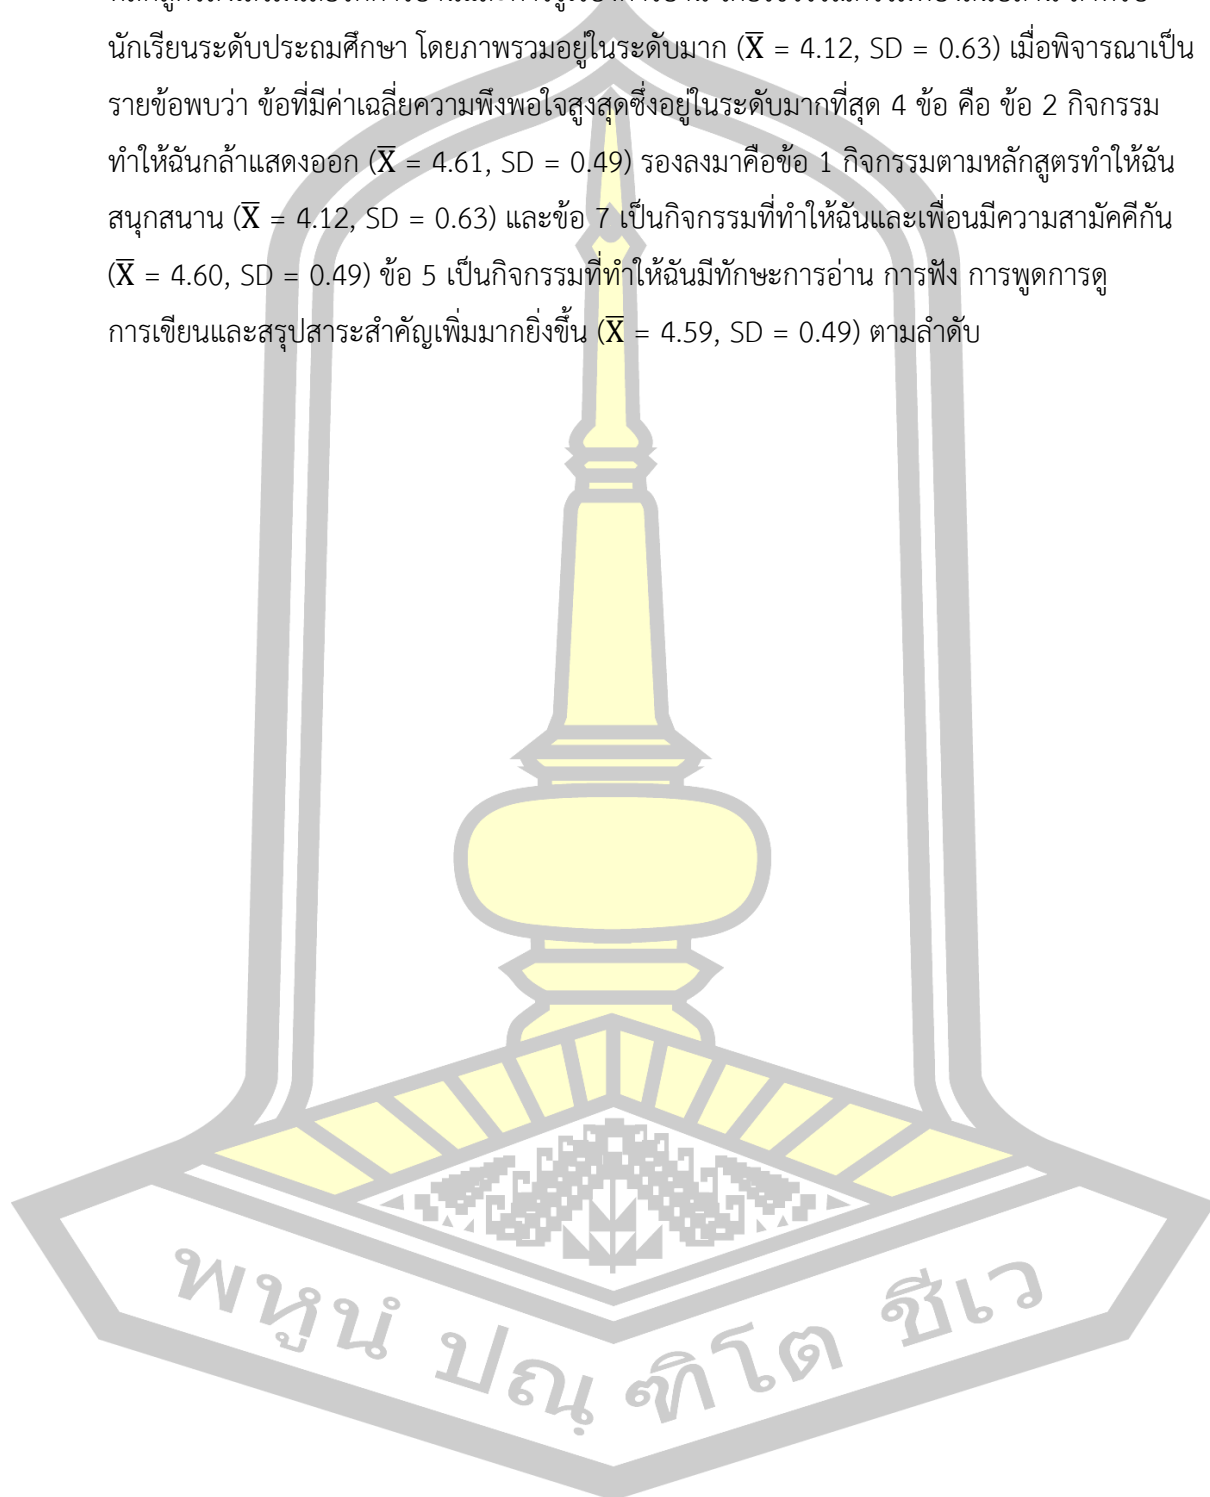 นักเรียนระดับประถมศึกษา โดยภาพรวมอยู่ในระดับมาก (X̅ = 4.12, SD = 0.63) เมื่อพิจารณาเป็น
รายข้อพบว่า ข้อที่มีค่าเฉลี่ยความพึงพอใจสูงสุดซึ่งอยู่ในระดับมากที่สุด 4 ข้อ คือ ข้อ 2 กิจกรรม
ทำให้ฉันกล้าแสดงออก (X̅ = 4.61, SD = 0.49) รองลงมาคือข้อ 1 กิจกรรมตามหลักสูตรทำให้ฉัน
สนุกสนาน (X̅ = 4.12, SD = 0.63) และข้อ 7 เป็นกิจกรรมที่ทำให้ฉันและเพื่อนมีความสามัคคีกัน
(X̅ = 4.60, SD = 0.49) ข้อ 5 เป็นกิจกรรมที่ทำให้ฉันมีทักษะการอ่าน การฟัง การพูดการดู
การเขียนและสรุปสาระสำคัญเพิ่มมากยิ่งขึ้น (X̅ = 4.59, SD = 0.49) ตามลำดับ
พหูนํ ปณฺฑิโต ชีเว